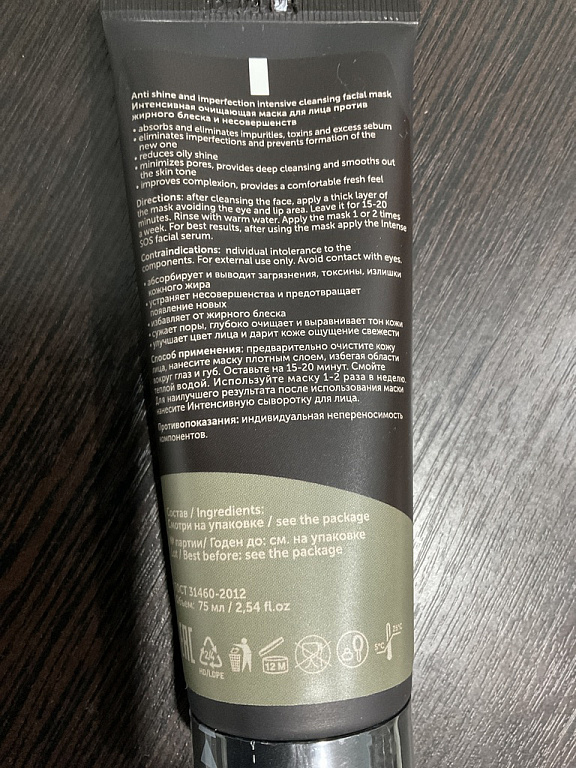 Anti shine and imperfection intensive cleansing facial mask
Интенсивная очищающая маска для лица против
жирного блеска и несовершенств
• absorbs and eliminates impurities, toxins and excess sebum
• eliminates imperfections and prevents formation of the
new one
• reduces oily shine
• minimizes pores, provides deep cleansing and smooths out
the skin tone
• improves complexion, provides a comfortable fresh feel
Directions: after cleansing the face, apply a thick layer of
the mask avoiding the eye and lip area. Leave it for 15-20
minutes. Rinse with warm water. Apply the mask 1 or 2 times
a week. For best results, after using the mask apply the Intense
SOS facial serum.
Contraindications: ndividual intolerance to the
components. For external use only. Avoid contact with eyes.
• абсорбирует и выводит загрязнения, токсины, излишки
кожного жира
• устраняет несовершенства и предотвращает
появление новых
• избавляет от жирного блеска
• сужает поры, глубоко очищает и выравнивает тон кожи
• улучшает цвет лица и дарит коже ощущение свежести
Способ применения: предварительно очистите кожу
лица, нанесите маску плотным слоем, избегая области
вокруг глаз и губ. Оставьте на 15-20 минут. Смойте
теплой водой. Используйте маску 1-2 раза в неделю.
Для наилучшего результата после использования маски
нанесите Интенсивную сыворотку для лица.
Противопоказания: индивидуальная непереносимость
компонентов.
Состав / Ingredients:
Смотри на упаковке / see the package
№ партии/ Годен до: см. на упаковке
Lot / Best before: see the package
ГОСТ 31460-2012
Объем: 75 мл / 2,54 fl.oz
EAC
12 M
5°C
25°C
HD/LDPE